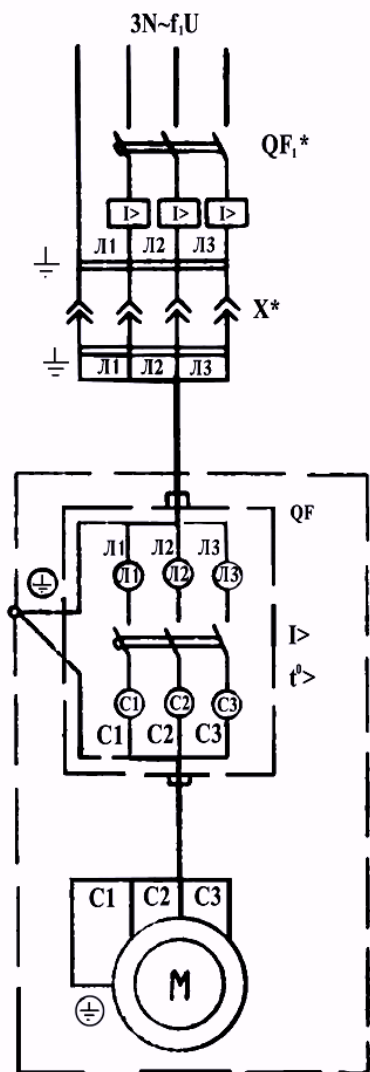 3N~f₁U
QF₁*
I> I> I>
Л1 Л2 Л3
X*
Л1 Л2 Л3
QF
Л1 Л2 Л3
Л1 Л2 Л3
I>
t⁰>
C1 C2 C3
C1 C2 C3
C1 C2 C3
M